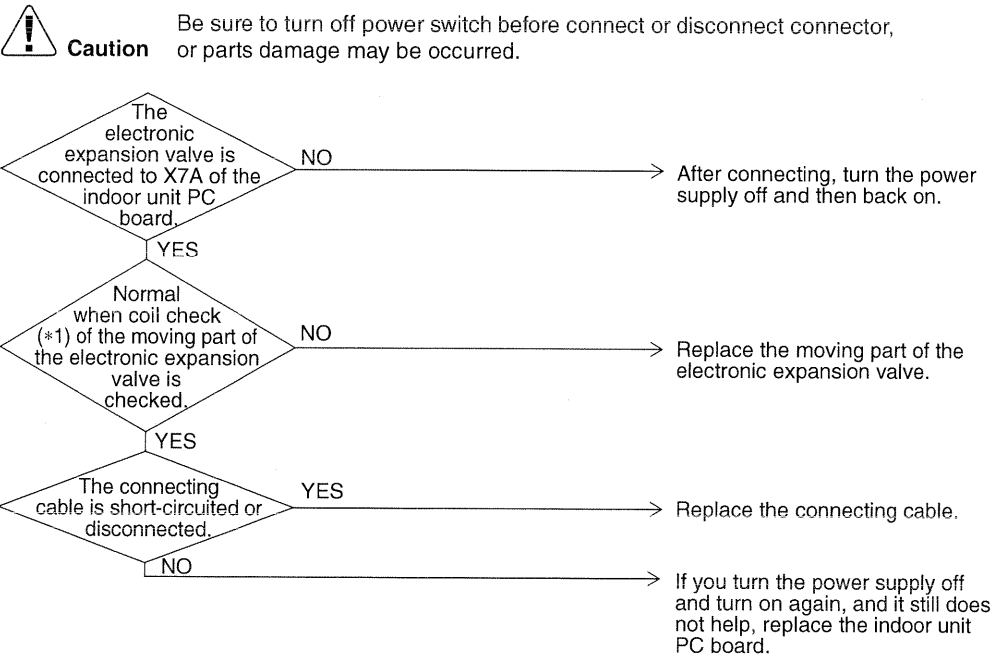 Be sure to turn off power switch before connect or disconnect connector,
Caution or parts damage may be occurred.
The
electronic
expansion valve is
connected to X7A of the
indoor unit PC
board.
NO
After connecting, turn the power
supply off and then back on.
YES
Normal
when coil check
(*1) of the moving part of
the electronic expansion
valve is
checked.
NO
Replace the moving part of the
electronic expansion valve.
YES
The connecting
cable is short-circuited or
disconnected.
YES
Replace the connecting cable.
NO
If you turn the power supply off
and turn on again, and it still does
not help, replace the indoor unit
PC board.